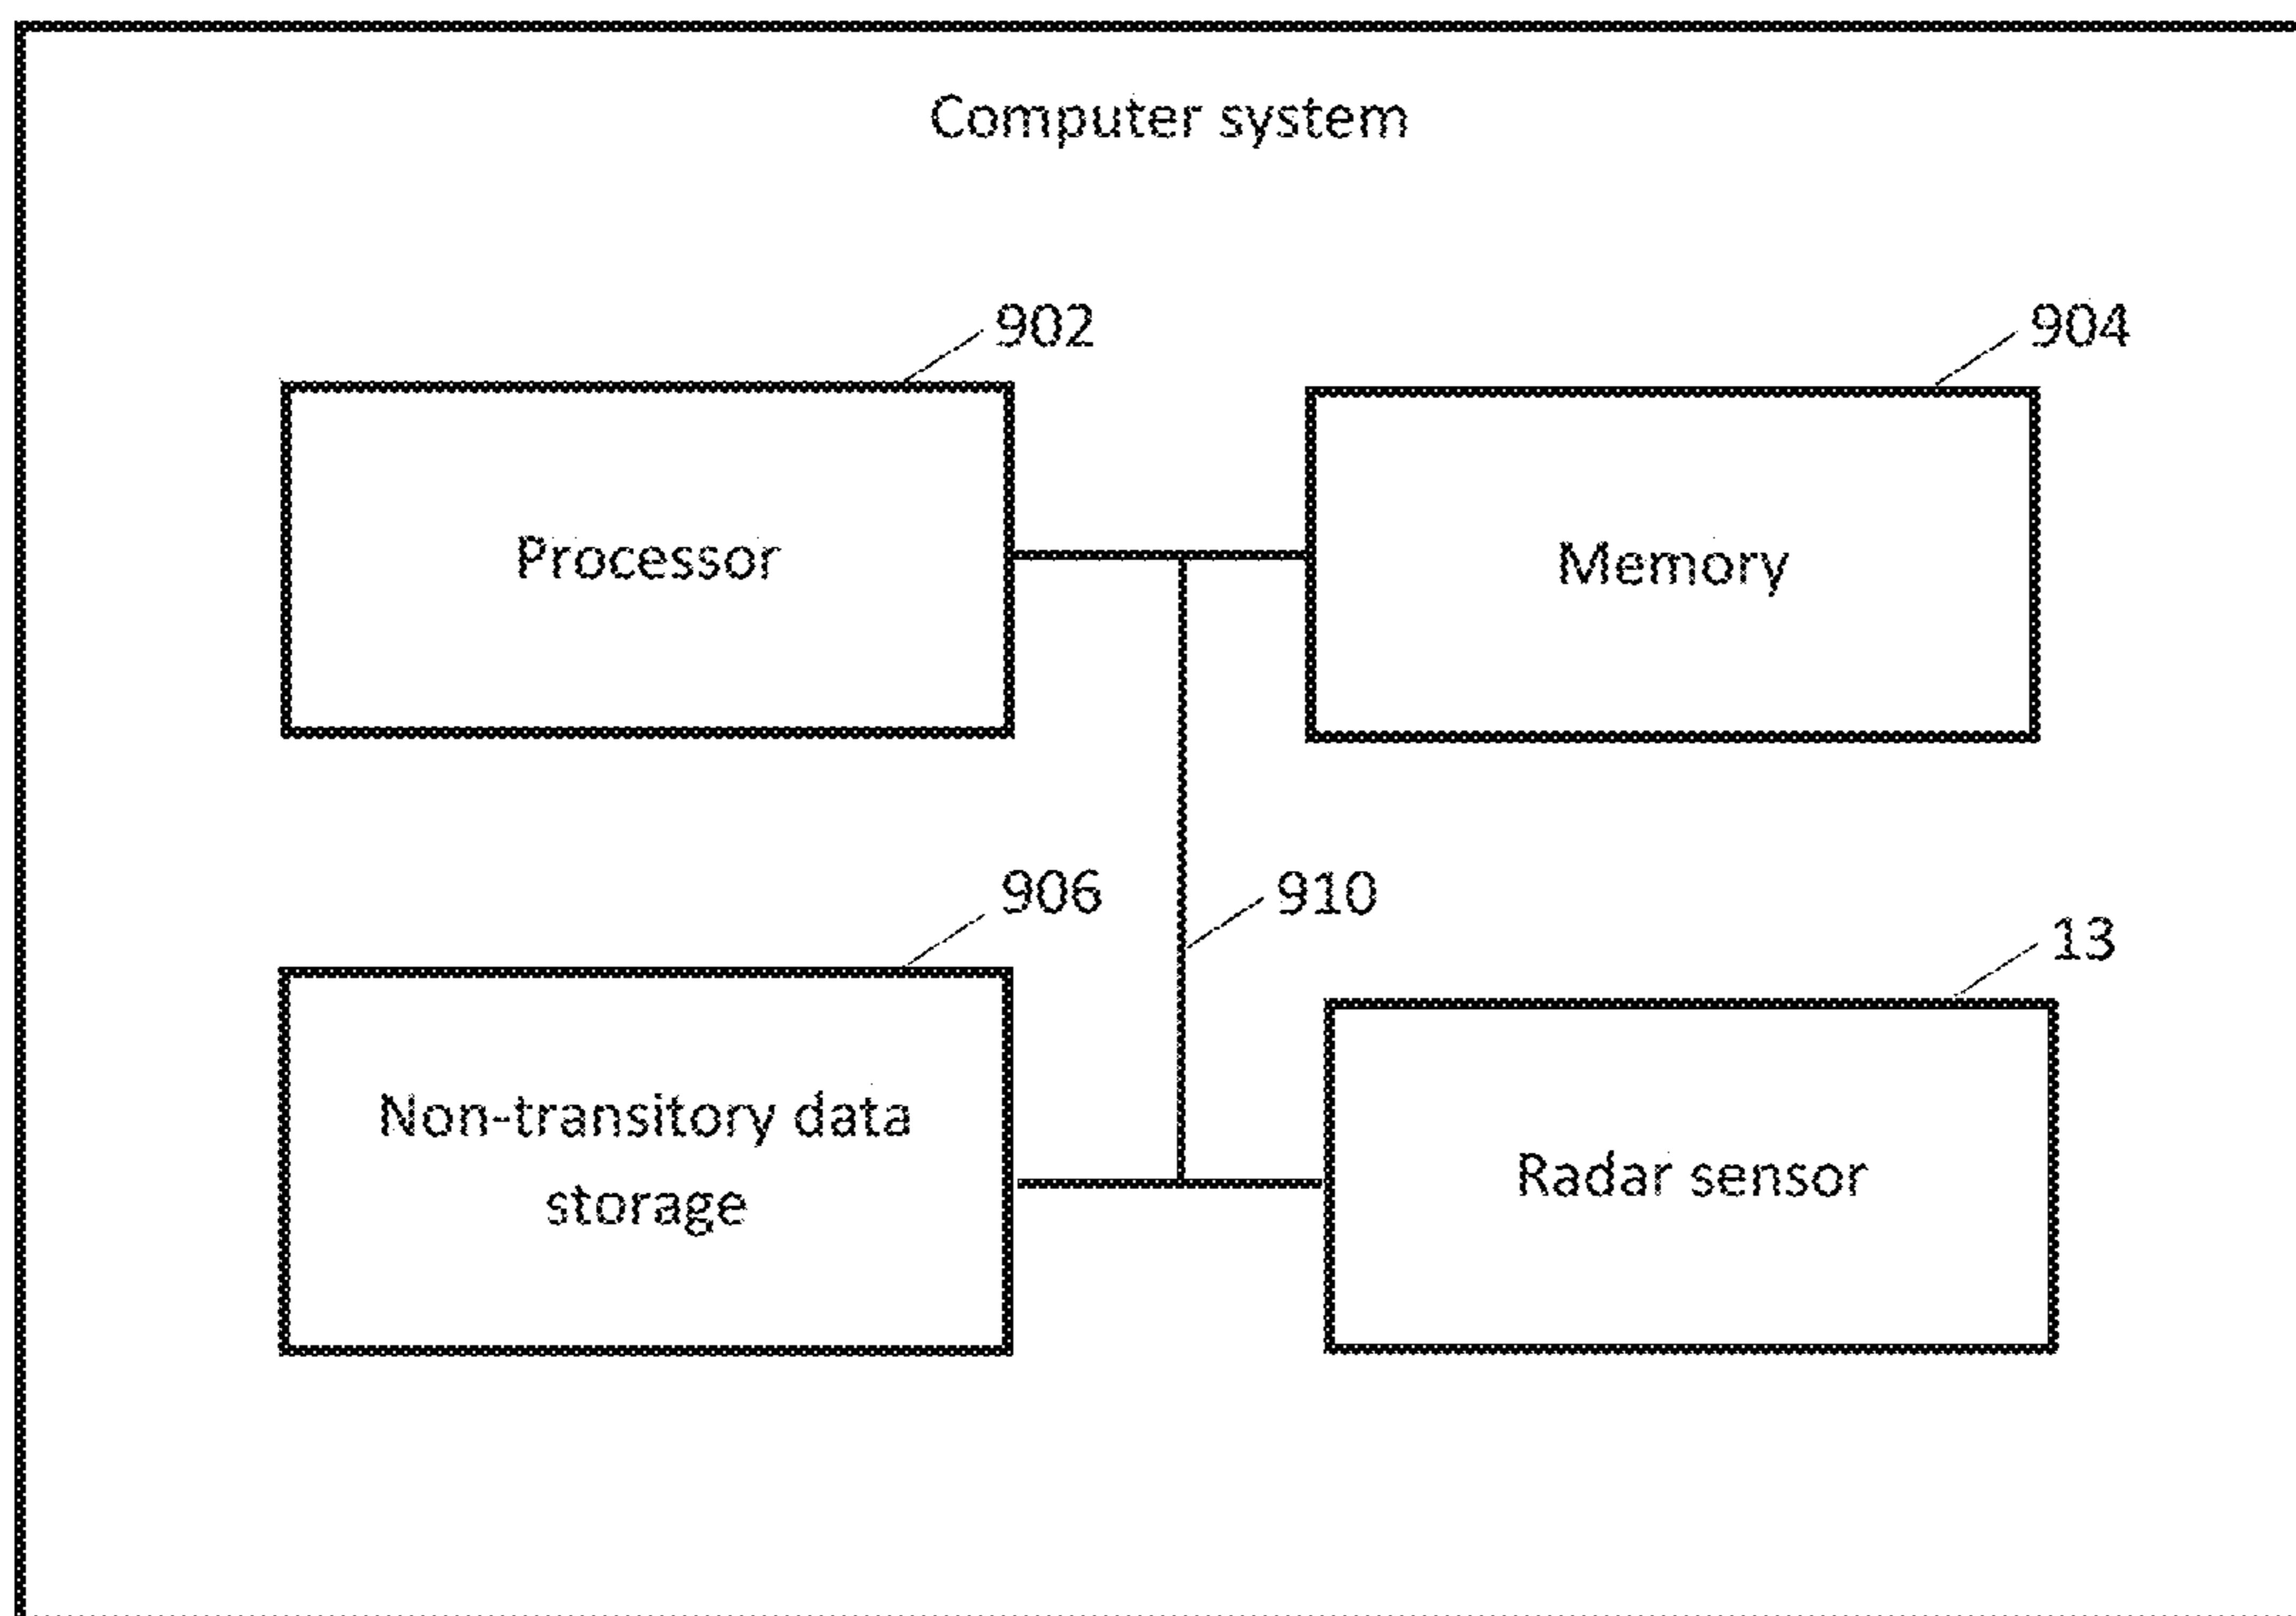 Computer system
902
904
Processor
Memory
906
910
13
Non-transitory data
storage
Radar sensor